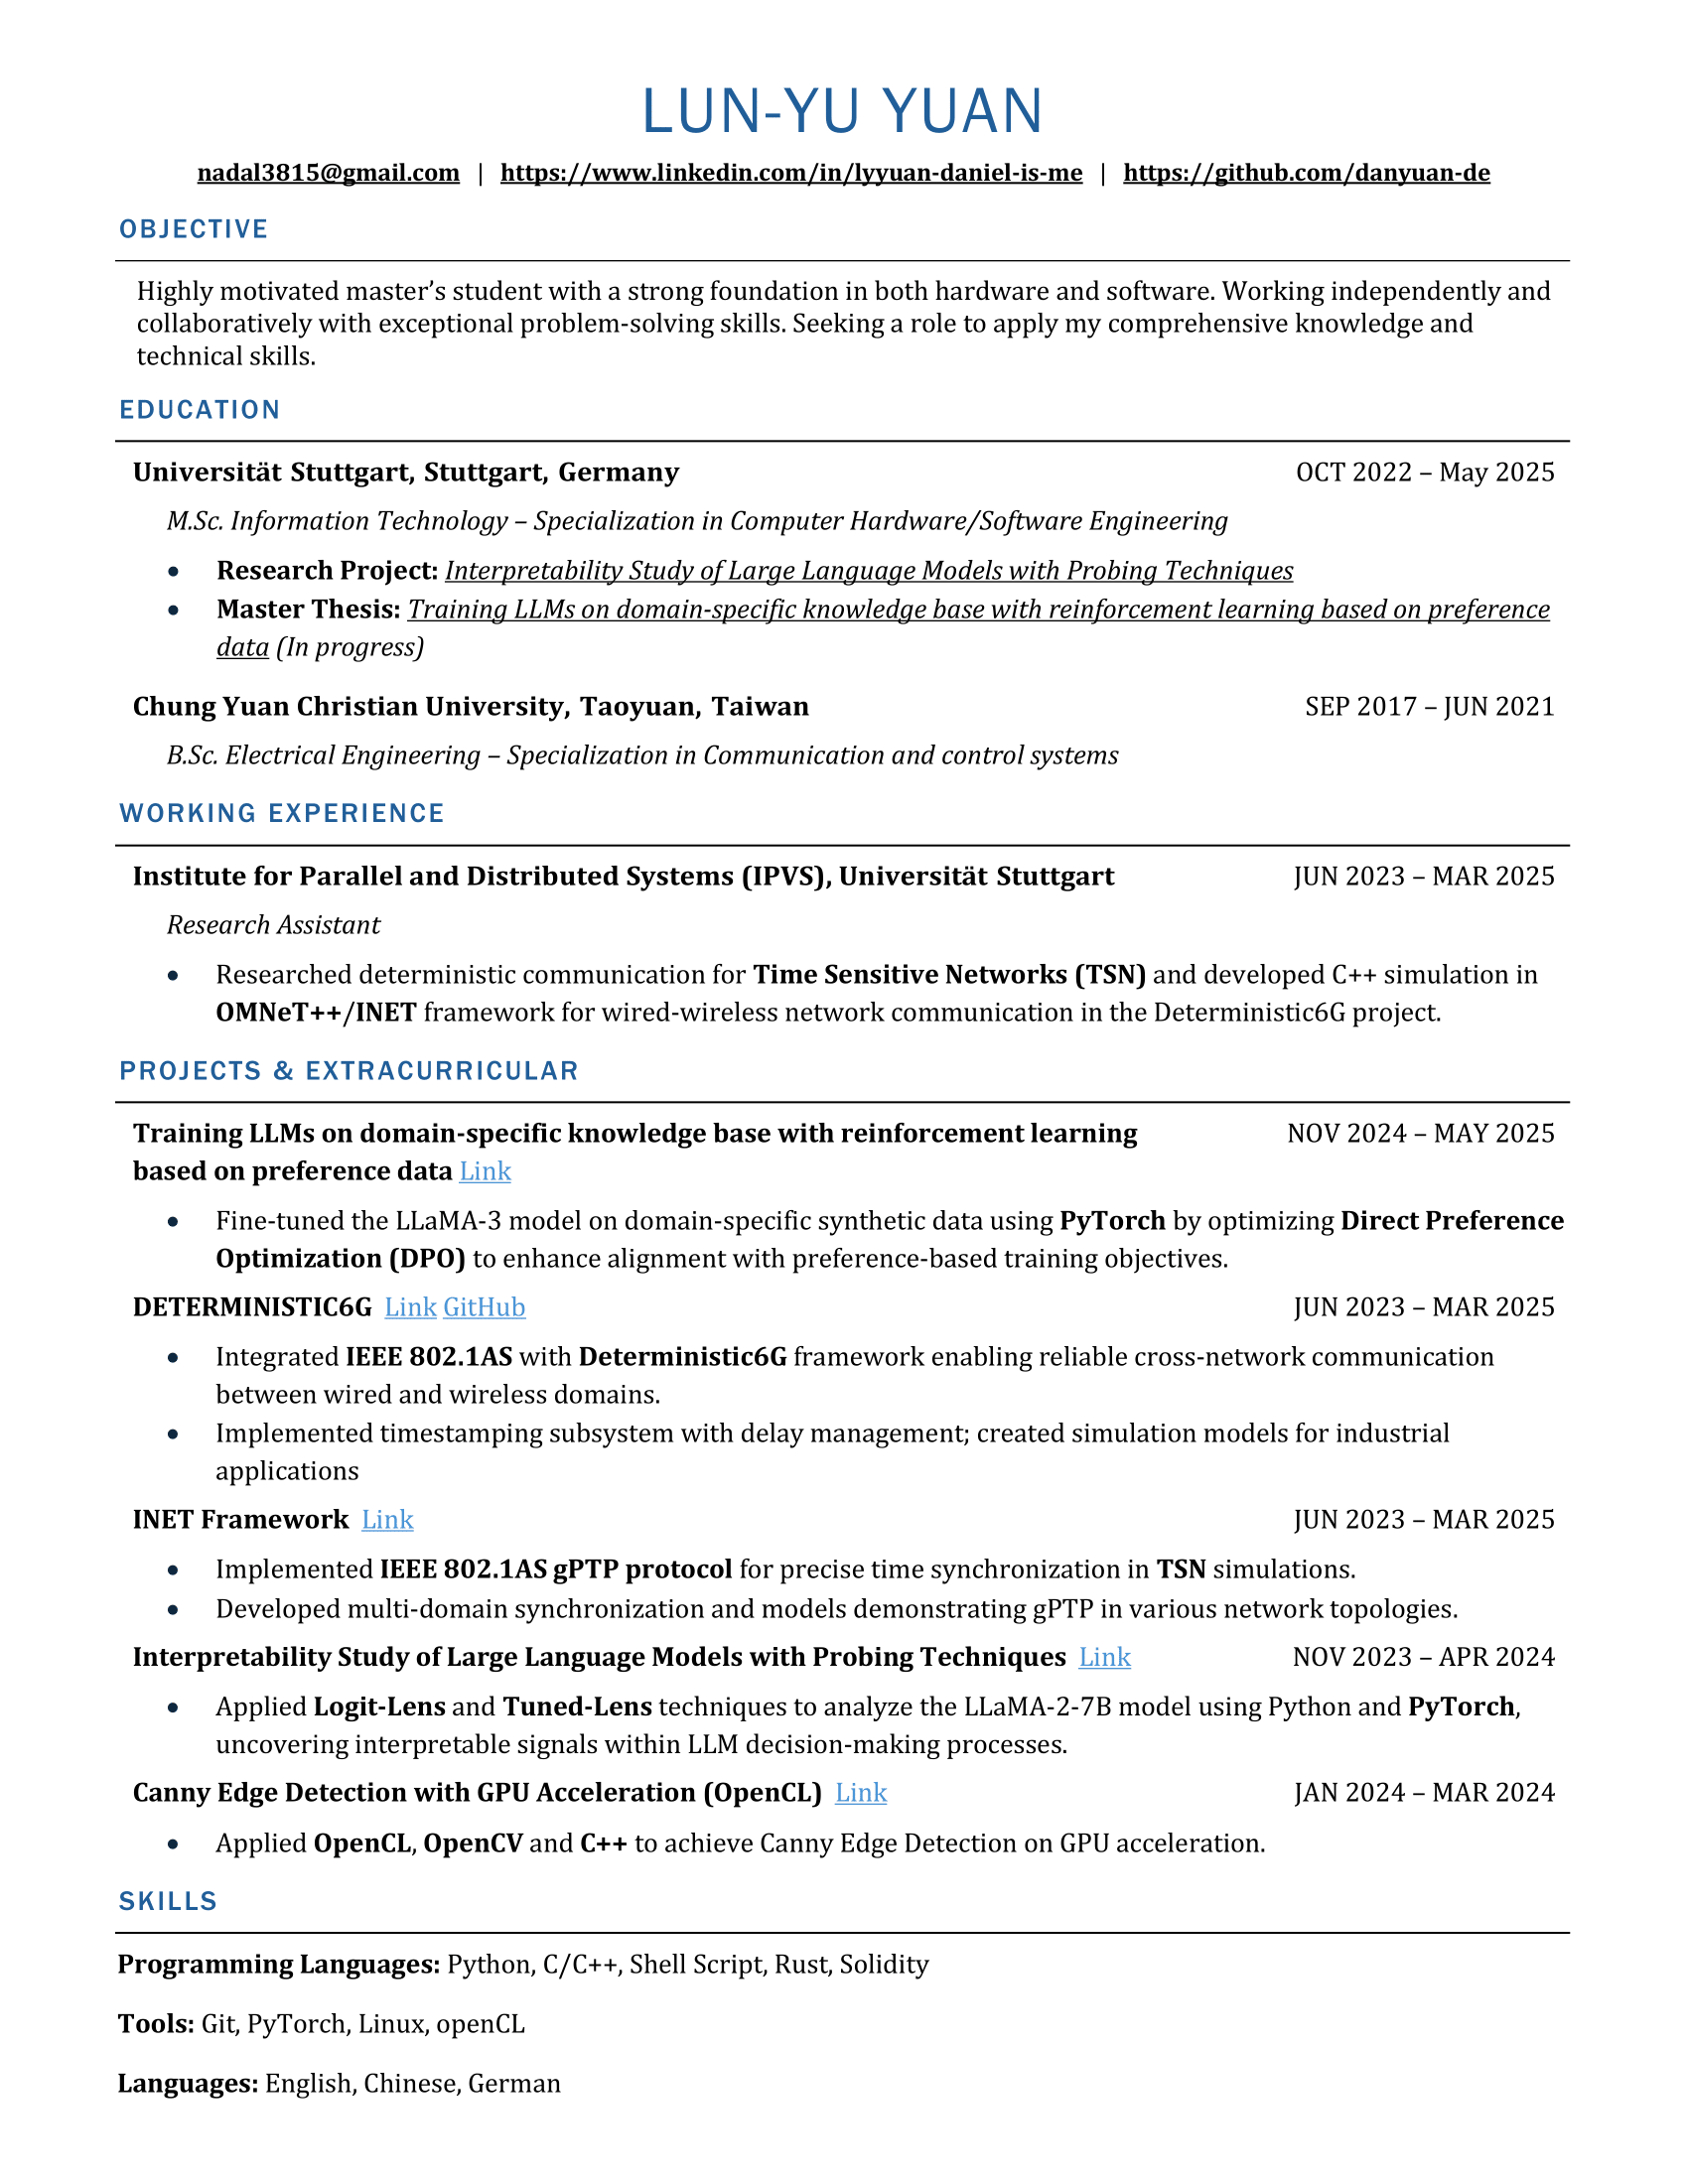 LUN-YU YUAN
nadal3815@gmail.com | https://www.linkedin.com/in/lyyuan-daniel-is-me | https://github.com/danyuan-de
OBJECTIVE
Highly motivated master’s student with a strong foundation in both hardware and software. Working independently and
collaboratively with exceptional problem-solving skills. Seeking a role to apply my comprehensive knowledge and
technical skills.
EDUCATION
Universität Stuttgart, Stuttgart, Germany OCT 2022 – May 2025
M.Sc. Information Technology – Specialization in Computer Hardware/Software Engineering
• Research Project: Interpretability Study of Large Language Models with Probing Techniques
• Master Thesis: Training LLMs on domain-specific knowledge base with reinforcement learning based on preference
data (In progress)
Chung Yuan Christian University, Taoyuan, Taiwan SEP 2017 – JUN 2021
B.Sc. Electrical Engineering – Specialization in Communication and control systems
WORKING EXPERIENCE
Institute for Parallel and Distributed Systems (IPVS), Universität Stuttgart JUN 2023 – MAR 2025
Research Assistant
• Researched deterministic communication for Time Sensitive Networks (TSN) and developed C++ simulation in
OMNeT++/INET framework for wired-wireless network communication in the Deterministic6G project.
PROJECTS & EXTRACURRICULAR
Training LLMs on domain-specific knowledge base with reinforcement learning NOV 2024 – MAY 2025
based on preference data Link
• Fine-tuned the LLaMA-3 model on domain-specific synthetic data using PyTorch by optimizing Direct Preference
Optimization (DPO) to enhance alignment with preference-based training objectives.
DETERMINISTIC6G Link GitHub JUN 2023 – MAR 2025
• Integrated IEEE 802.1AS with Deterministic6G framework enabling reliable cross-network communication
between wired and wireless domains.
• Implemented timestamping subsystem with delay management; created simulation models for industrial
applications
INET Framework Link JUN 2023 – MAR 2025
• Implemented IEEE 802.1AS gPTP protocol for precise time synchronization in TSN simulations.
• Developed multi-domain synchronization and models demonstrating gPTP in various network topologies.
Interpretability Study of Large Language Models with Probing Techniques Link NOV 2023 – APR 2024
• Applied Logit-Lens and Tuned-Lens techniques to analyze the LLaMA-2-7B model using Python and PyTorch,
uncovering interpretable signals within LLM decision-making processes.
Canny Edge Detection with GPU Acceleration (OpenCL) Link JAN 2024 – MAR 2024
• Applied OpenCL, OpenCV and C++ to achieve Canny Edge Detection on GPU acceleration.
SKILLS
Programming Languages: Python, C/C++, Shell Script, Rust, Solidity
Tools: Git, PyTorch, Linux, openCL
Languages: English, Chinese, German